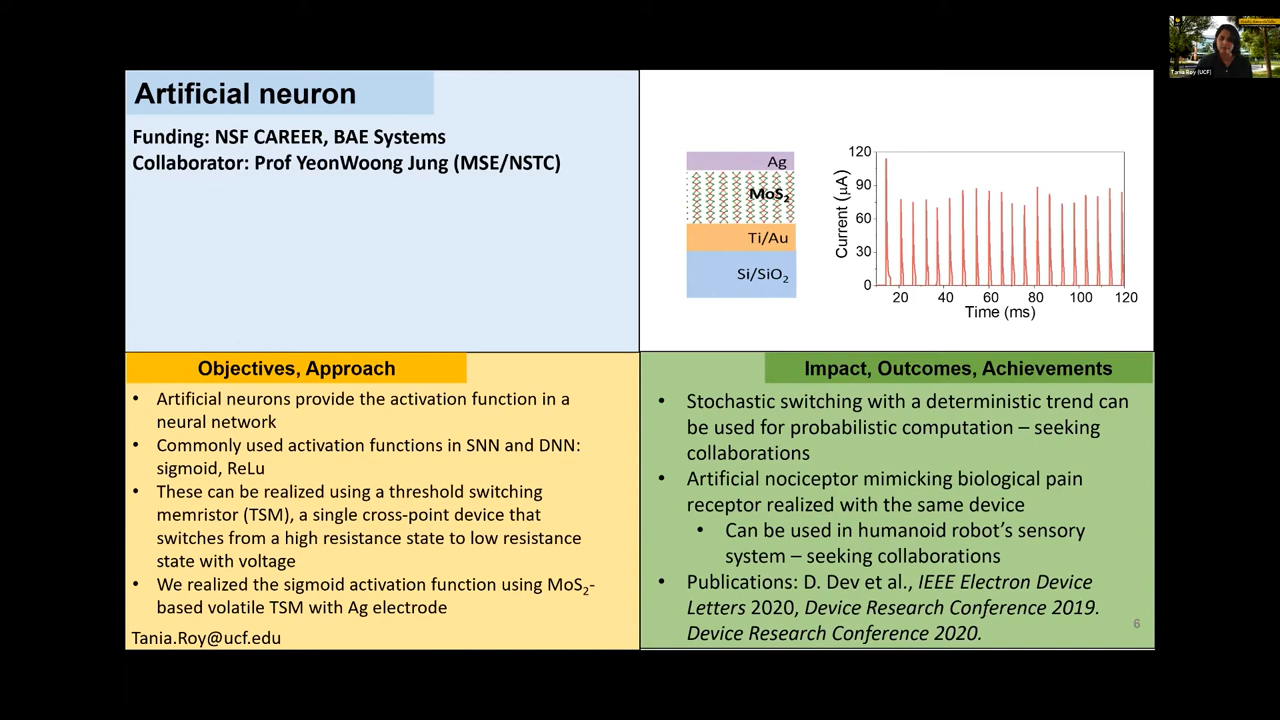 Artificial neuron
Funding: NSF CAREER, BAE Systems
Collaborator: Prof YeonWoong Jung (MSE/NSTC)
Ag
MoS2
Ti/Au
Si/SiO2
Current (μA)
120
90
60
30
0
20 40 60 80 100 120
Time (ms)
Objectives, Approach
• Artificial neurons provide the activation function in a
neural network
• Commonly used activation functions in SNN and DNN:
sigmoid, ReLu
• These can be realized using a threshold switching
memristor (TSM), a single cross-point device that
switches from a high resistance state to low resistance
state with voltage
• We realized the sigmoid activation function using MoS2-
based volatile TSM with Ag electrode
Tania.Roy@ucf.edu
Impact, Outcomes, Achievements
• Stochastic switching with a deterministic trend can
be used for probabilistic computation – seeking
collaborations
• Artificial nociceptor mimicking biological pain
receptor realized with the same device
• Can be used in humanoid robot's sensory
system – seeking collaborations
• Publications: D. Dev et al., IEEE Electron Device
Letters 2020, Device Research Conference 2019.
Device Research Conference 2020.
6
Tania Roy (UCF)